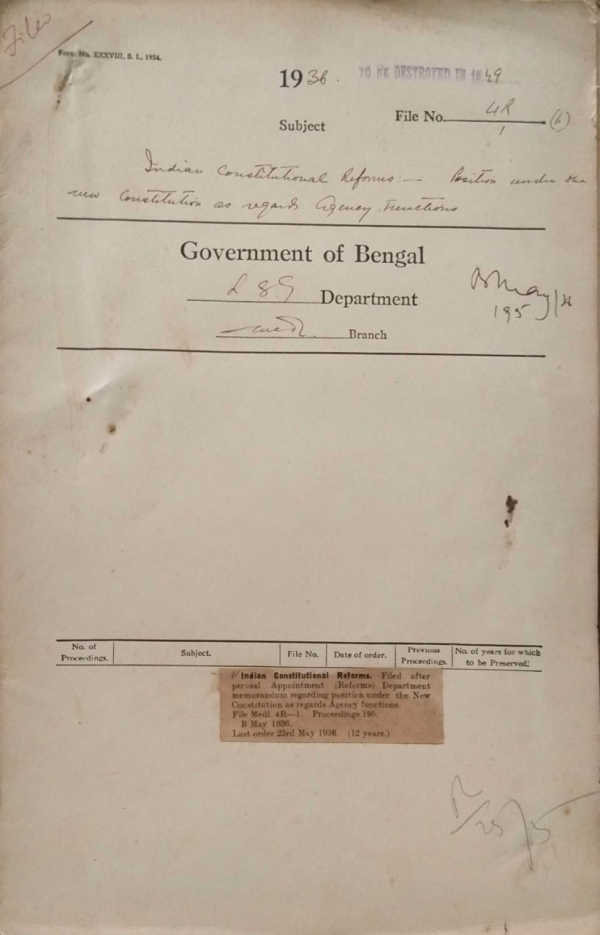 Filed
Form No. XXXVIII, S. I., 1924.
1936. TO BE DESTROYED IN 1949
File No. 4R/1 (6)
Subject
Indian Constitutional Reforms:— Position under the
new Constitution as regards Agency Functions
Government of Bengal
L S G Department
B May/36
195
Medl. Branch
No. of Proceedings. Subject. File No. Date of order. Previous Proceedings. No. of years for which to be Preserved.
Indian Constitutional Reforms. Filed after
perusal Appointment (Reforms) Department
memorandum regarding position under the New
Constitution as regards Agency functions.
File Medl. 4R—1. Proceedings 195.
B May 1936.
Last order 23rd May 1936. (12 years.)